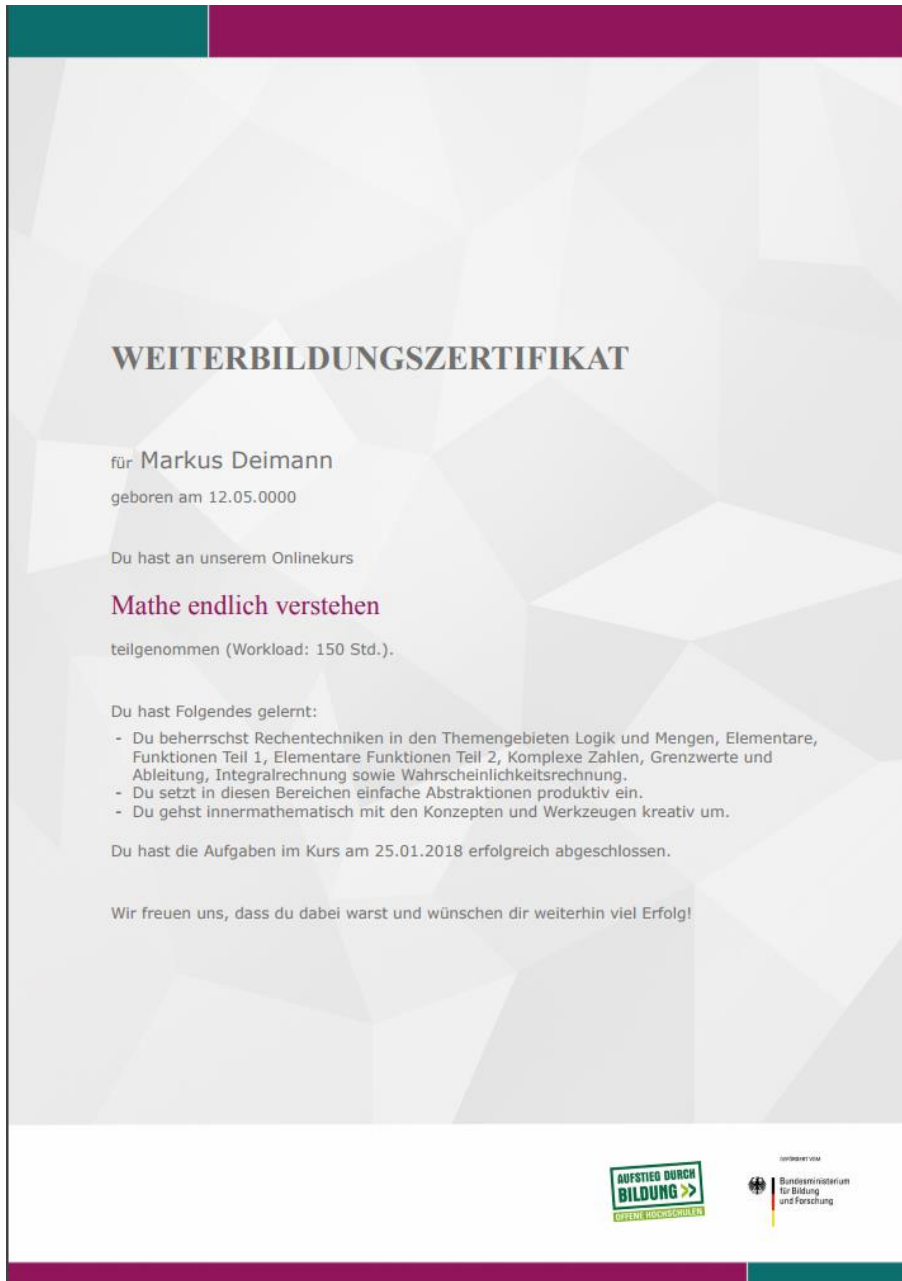 WEITERBILDUNGSZERTIFIKAT
für Markus Deimann
geboren am 12.05.0000
Du hast an unserem Onlinekurs
Mathe endlich verstehen
teilgenommen (Workload: 150 Std.).
Du hast Folgendes gelernt:
- Du beherrschst Rechentechniken in den Themengebieten Logik und Mengen, Elementare,
Funktionen Teil 1, Elementare Funktionen Teil 2, Komplexe Zahlen, Grenzwerte und
Ableitung, Integralrechnung sowie Wahrscheinlichkeitsrechnung.
- Du setzt in diesen Bereichen einfache Abstraktionen produktiv ein.
- Du gehst innermathematisch mit den Konzepten und Werkzeugen kreativ um.
Du hast die Aufgaben im Kurs am 25.01.2018 erfolgreich abgeschlossen.
Wir freuen uns, dass du dabei warst und wünschen dir weiterhin viel Erfolg!
AUFSTIEG DURCH
BILDUNG >>
OFFENE HOCHSCHULEN
GEFÖRDERT VOM
Bundesministerium
für Bildung
und Forschung